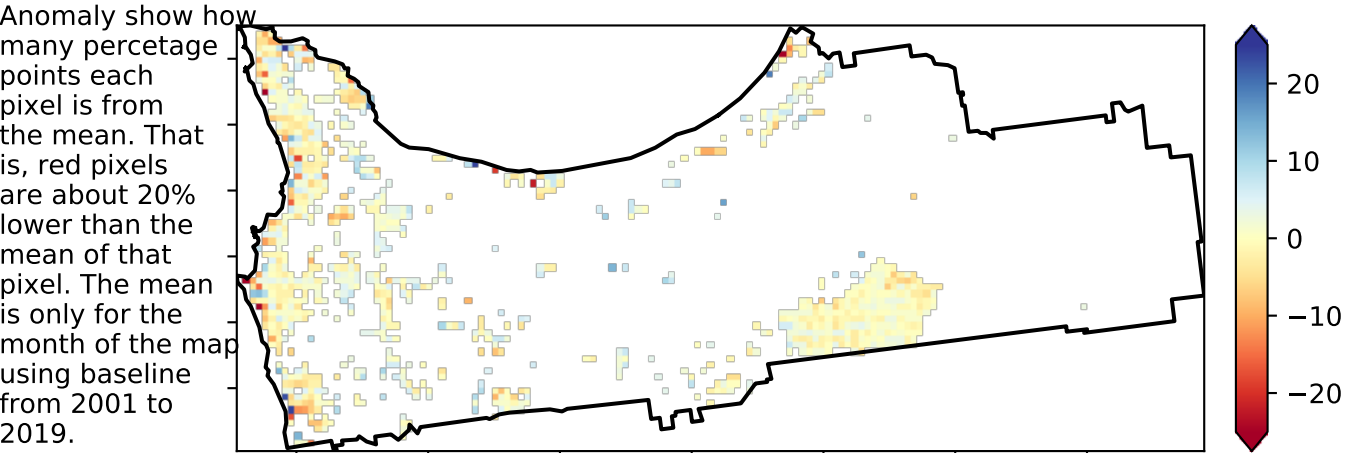 Anomaly show how
many percetage
points each
pixel is from
the mean. That
is, red pixels
are about 20%
lower than the
mean of that
pixel. The mean
is only for the
month of the map
using baseline
from 2001 to
2019.
20
10
0
−10
−20